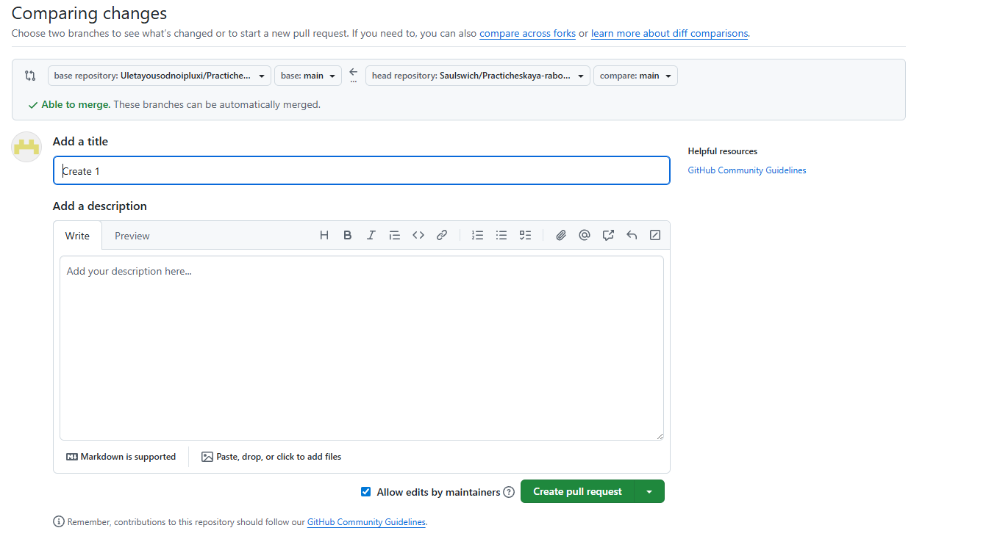 Comparing changes
Choose two branches to see what's changed or to start a new pull request. If you need to, you can also compare across forks or learn more about diff comparisons.
base repository: Uletayousodnoipluxi/Practiche... base: main head repository: Saulswich/Practicheskaya-rabo... compare: main
Able to merge. These branches can be automatically merged.
Add a title
Create 1
Helpful resources
GitHub Community Guidelines
Add a description
Write Preview
Add your description here...
Markdown is supported Paste, drop, or click to add files
Allow edits by maintainers Create pull request
Remember, contributions to this repository should follow our GitHub Community Guidelines.